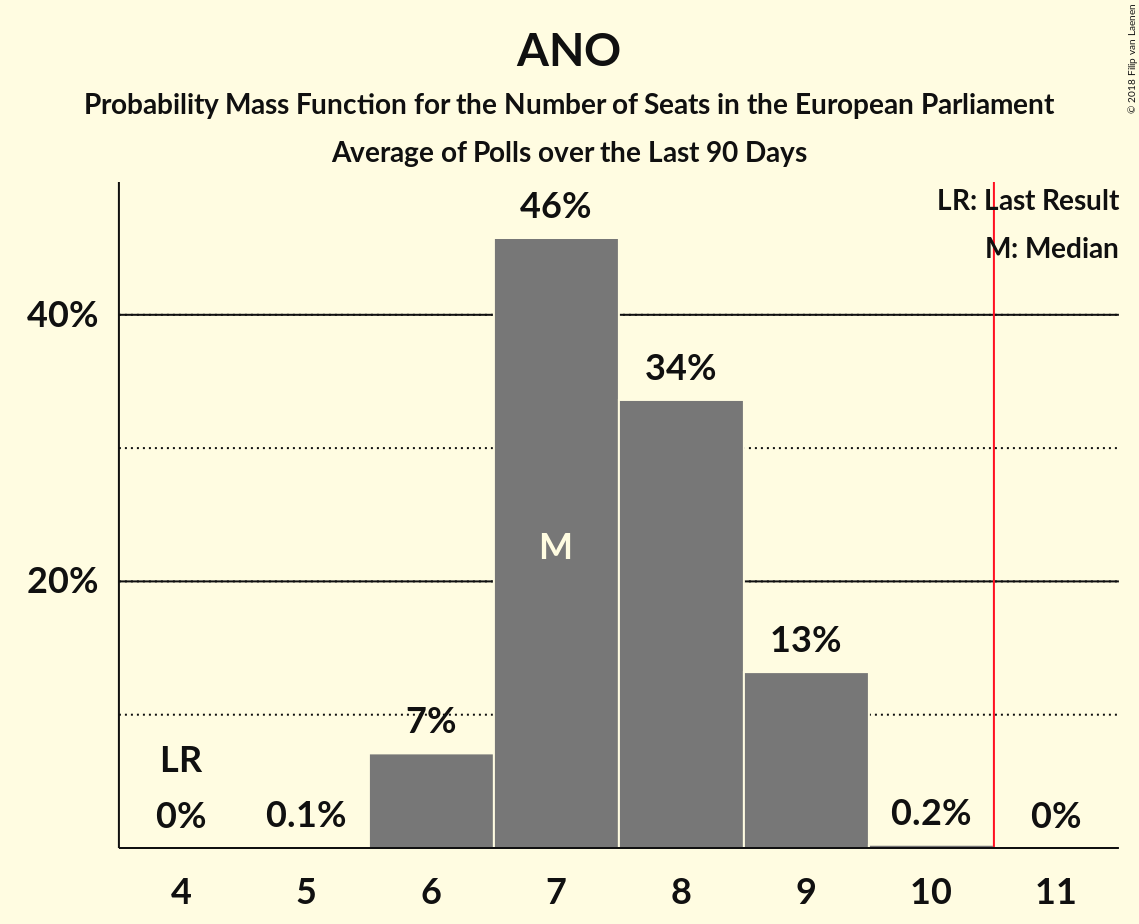 ANO
Probability Mass Function for the Number of Seats in the European Parliament
Average of Polls over the Last 90 Days
© 2018 Filip van Laenen
LR: Last Result
M: Median
46%
40%
34%
M
20%
13%
7%
LR
0%
0.1%
0.2%
0%
4 5 6 7 8 9 10 11